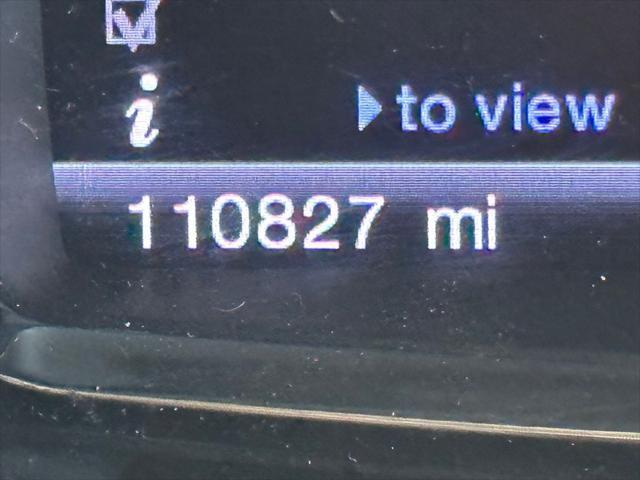 i ▶ to view
110827 mi